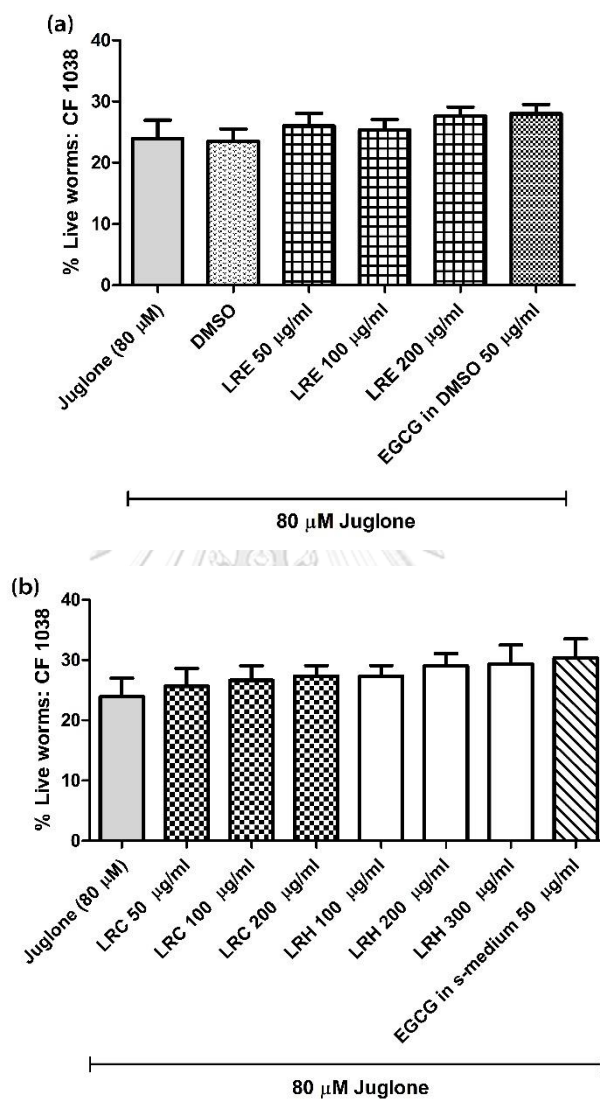 (a)
% Live worms: CF 1038
40
30
20
10
0
Juglone (80 μM)
DMSO
LRE 50 μg/ml
LRE 100 μg/ml
LRE 200 μg/ml
EGCG in DMSO 50 μg/ml
80 μM Juglone
(b)
% Live worms: CF 1038
40
30
20
10
0
Juglone (80 μM)
LRC 50 μg/ml
LRC 100 μg/ml
LRC 200 μg/ml
LRH 100 μg/ml
LRH 200 μg/ml
LRH 300 μg/ml
EGCG in s-medium 50 μg/ml
80 μM Juglone